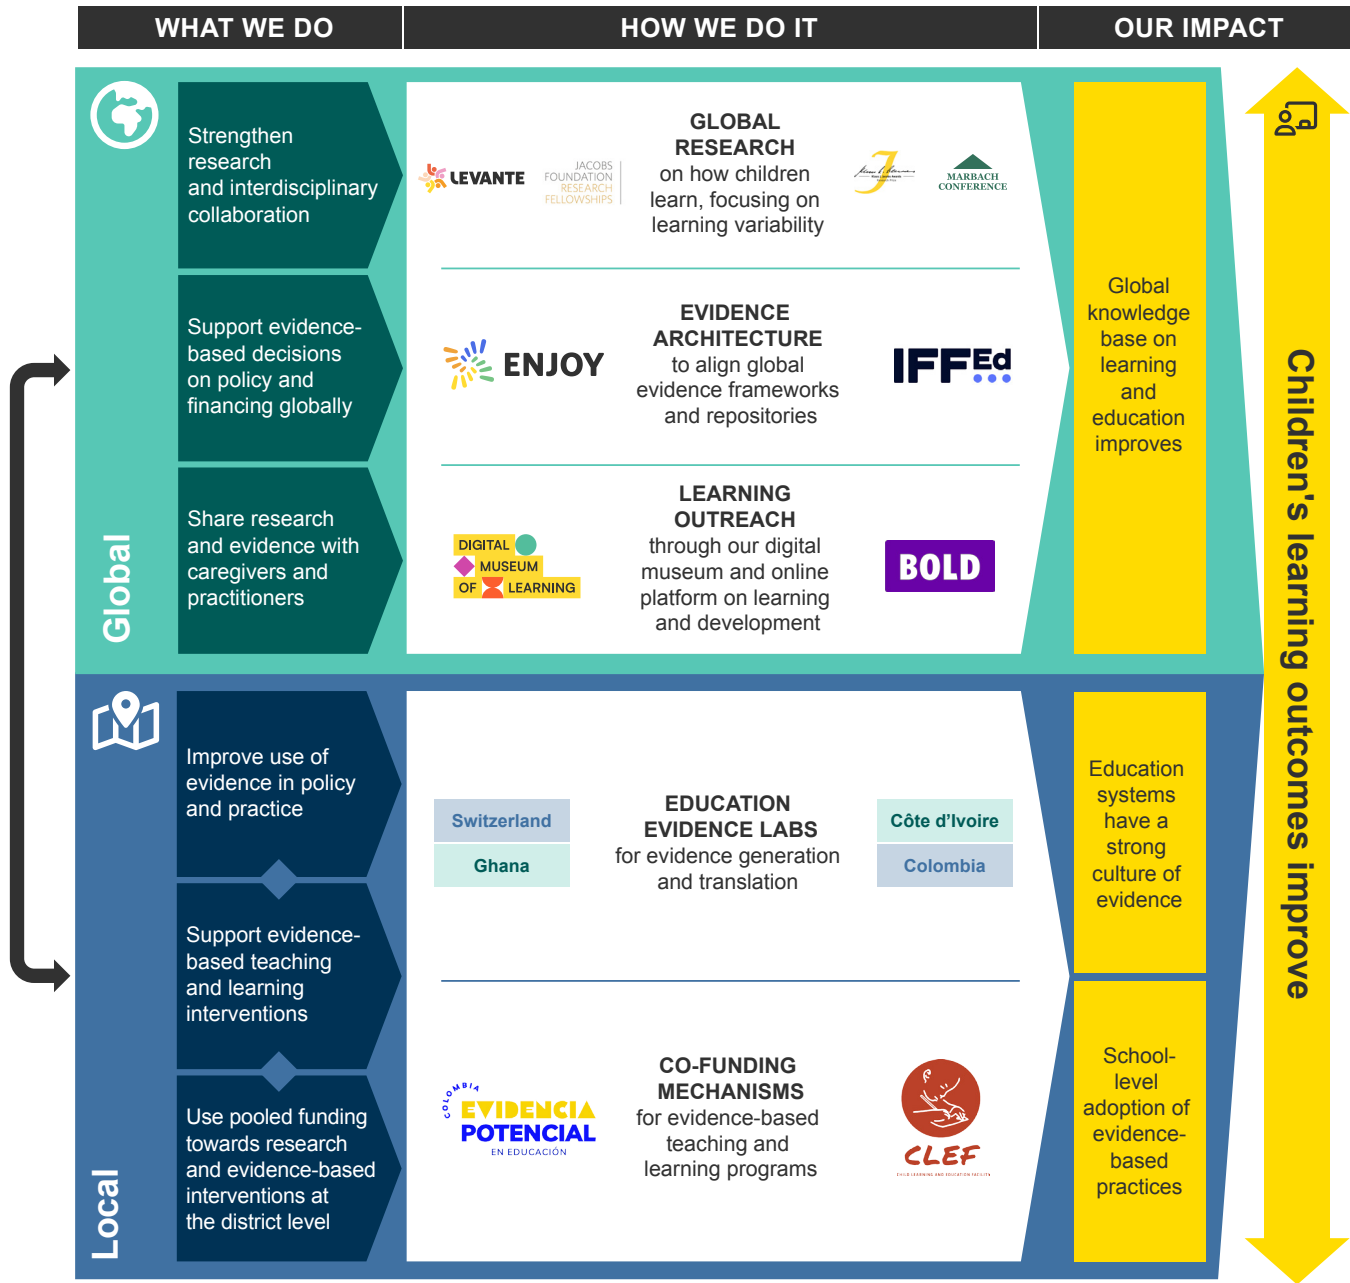 WHAT WE DO
HOW WE DO IT
OUR IMPACT
Global
Strengthen
research
and interdisciplinary
collaboration
LEVANTE
JACOBS
FOUNDATION
RESEARCH
FELLOWSHIPS
GLOBAL
RESEARCH
on how children
learn, focusing on
learning variability
MARBACH
CONFERENCE
Support evidence-
based decisions
on policy and
financing globally
ENJOY
EVIDENCE
ARCHITECTURE
to align global
evidence frameworks
and repositories
IFFEd
Share research
and evidence with
caregivers and
practitioners
DIGITAL
MUSEUM
OF LEARNING
LEARNING
OUTREACH
through our digital
museum and online
platform on learning
and development
BOLD
Global
knowledge
base on
learning
and
education
improves
Local
Improve use of
evidence in policy
and practice
Support evidence-
based teaching
and learning
interventions
Use pooled funding
towards research
and evidence-based
interventions at
the district level
Switzerland
Ghana
EDUCATION
EVIDENCE LABS
for evidence generation
and translation
Côte d’Ivoire
Colombia
COLOMBIA
EVIDENCIA
POTENCIAL
EN EDUCACIÓN
CO-FUNDING
MECHANISMS
for evidence-based
teaching and
learning programs
CLEF
CHILD LEARNING AND EDUCATION FACILITY
Education
systems
have a
strong
culture of
evidence
School-
level
adoption of
evidence-
based
practices
Children's learning outcomes improve